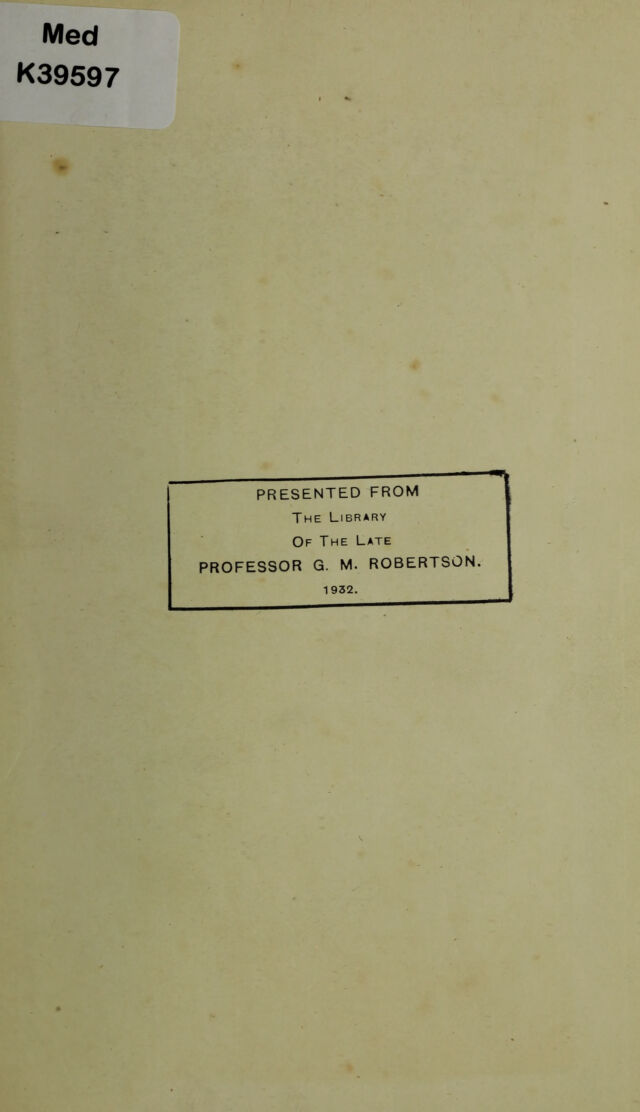 Med
K39597
PRESENTED FROM
THE LIBRARY
OF THE LATE
PROFESSOR G. M. ROBERTSON.
1932.